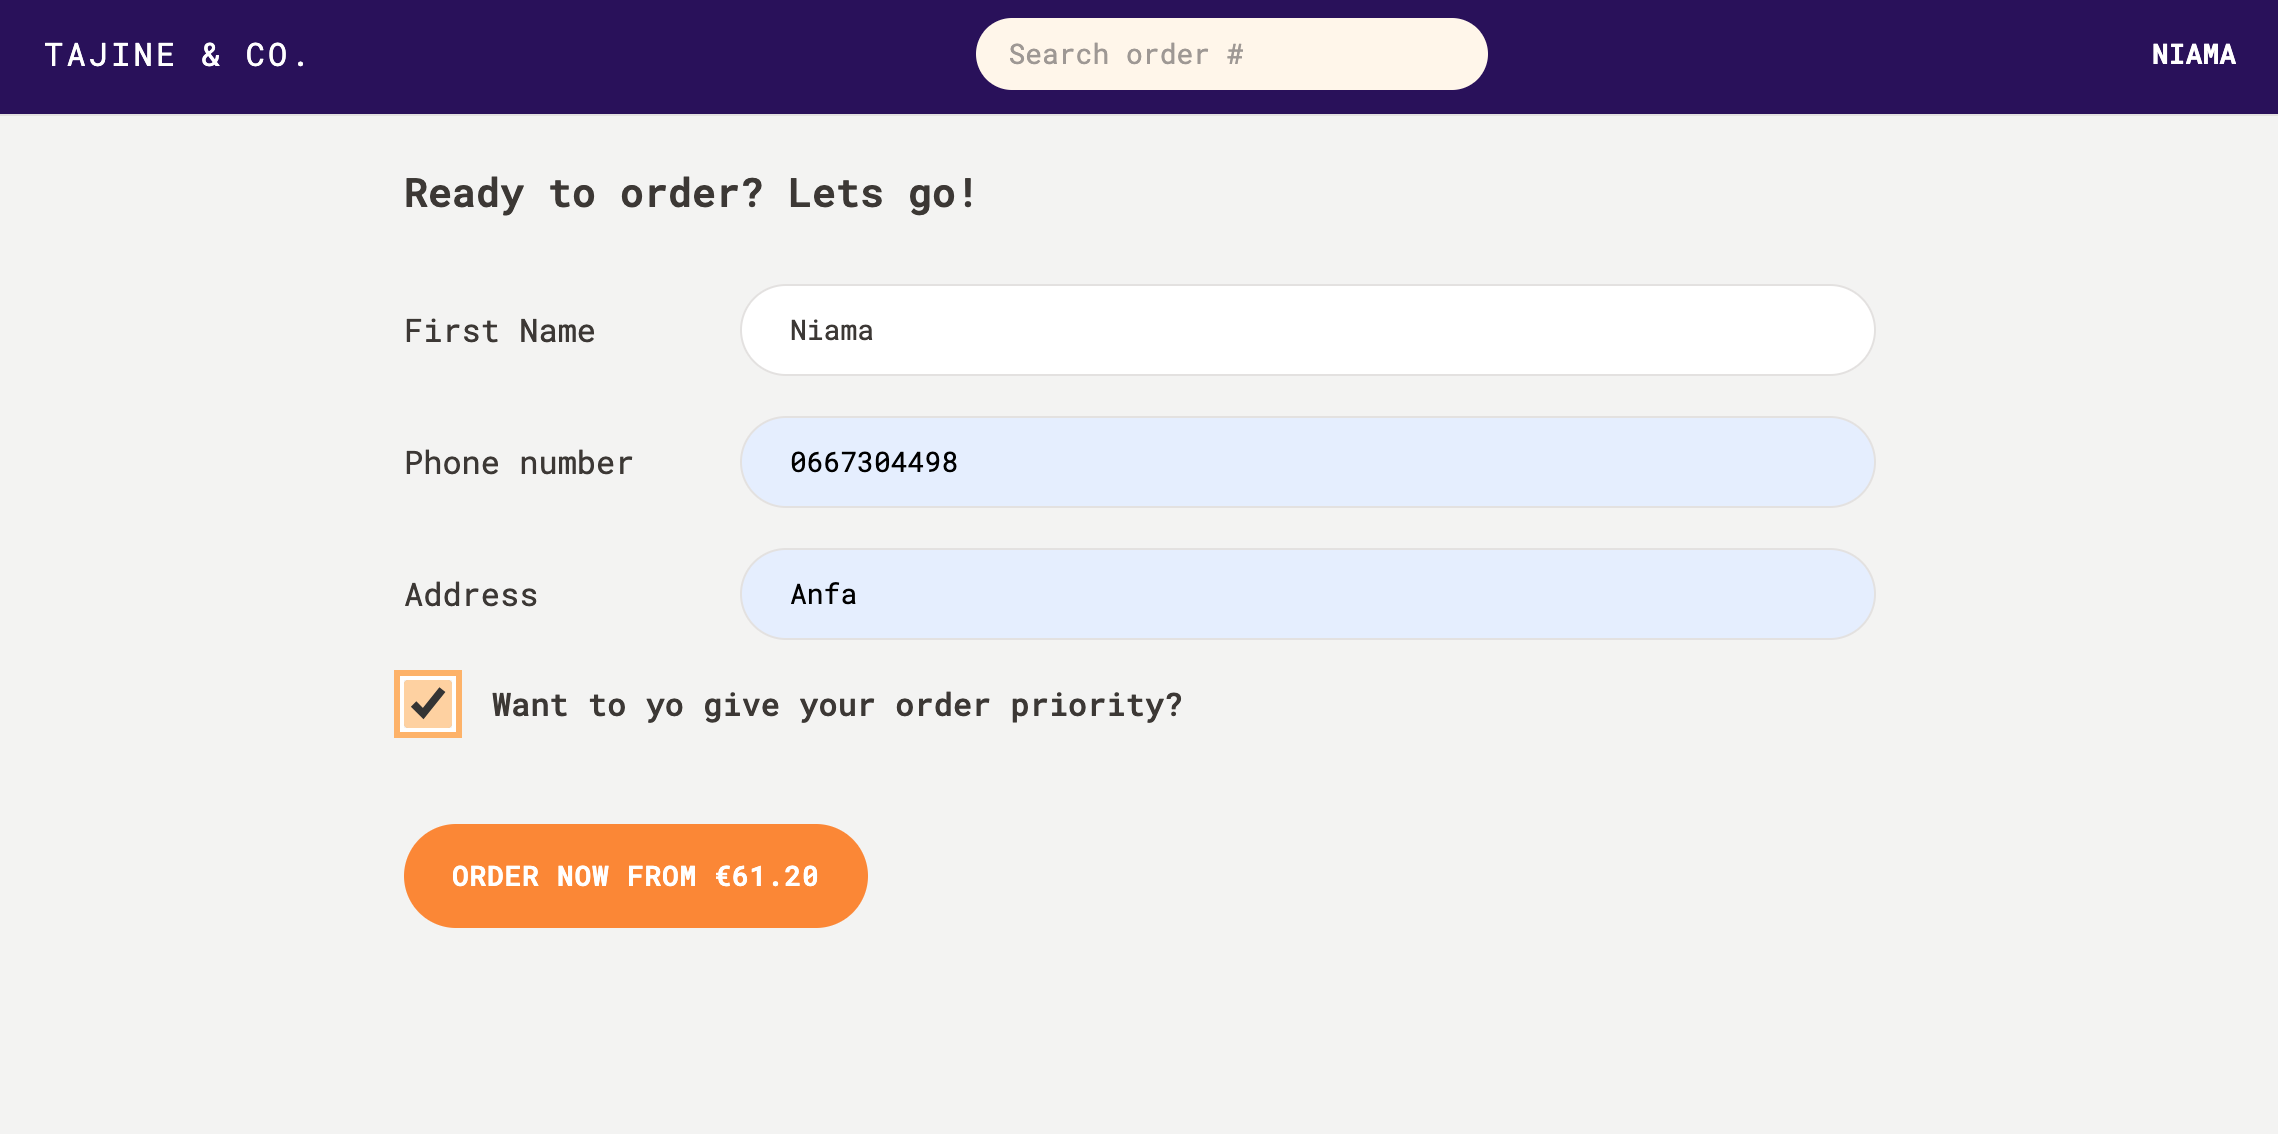 TAJINE & CO.
Search order #
NIAMA
Ready to order? Lets go!
First Name
Niama
Phone number
0667304498
Address
Anfa
Want to yo give your order priority?
ORDER NOW FROM €61.20